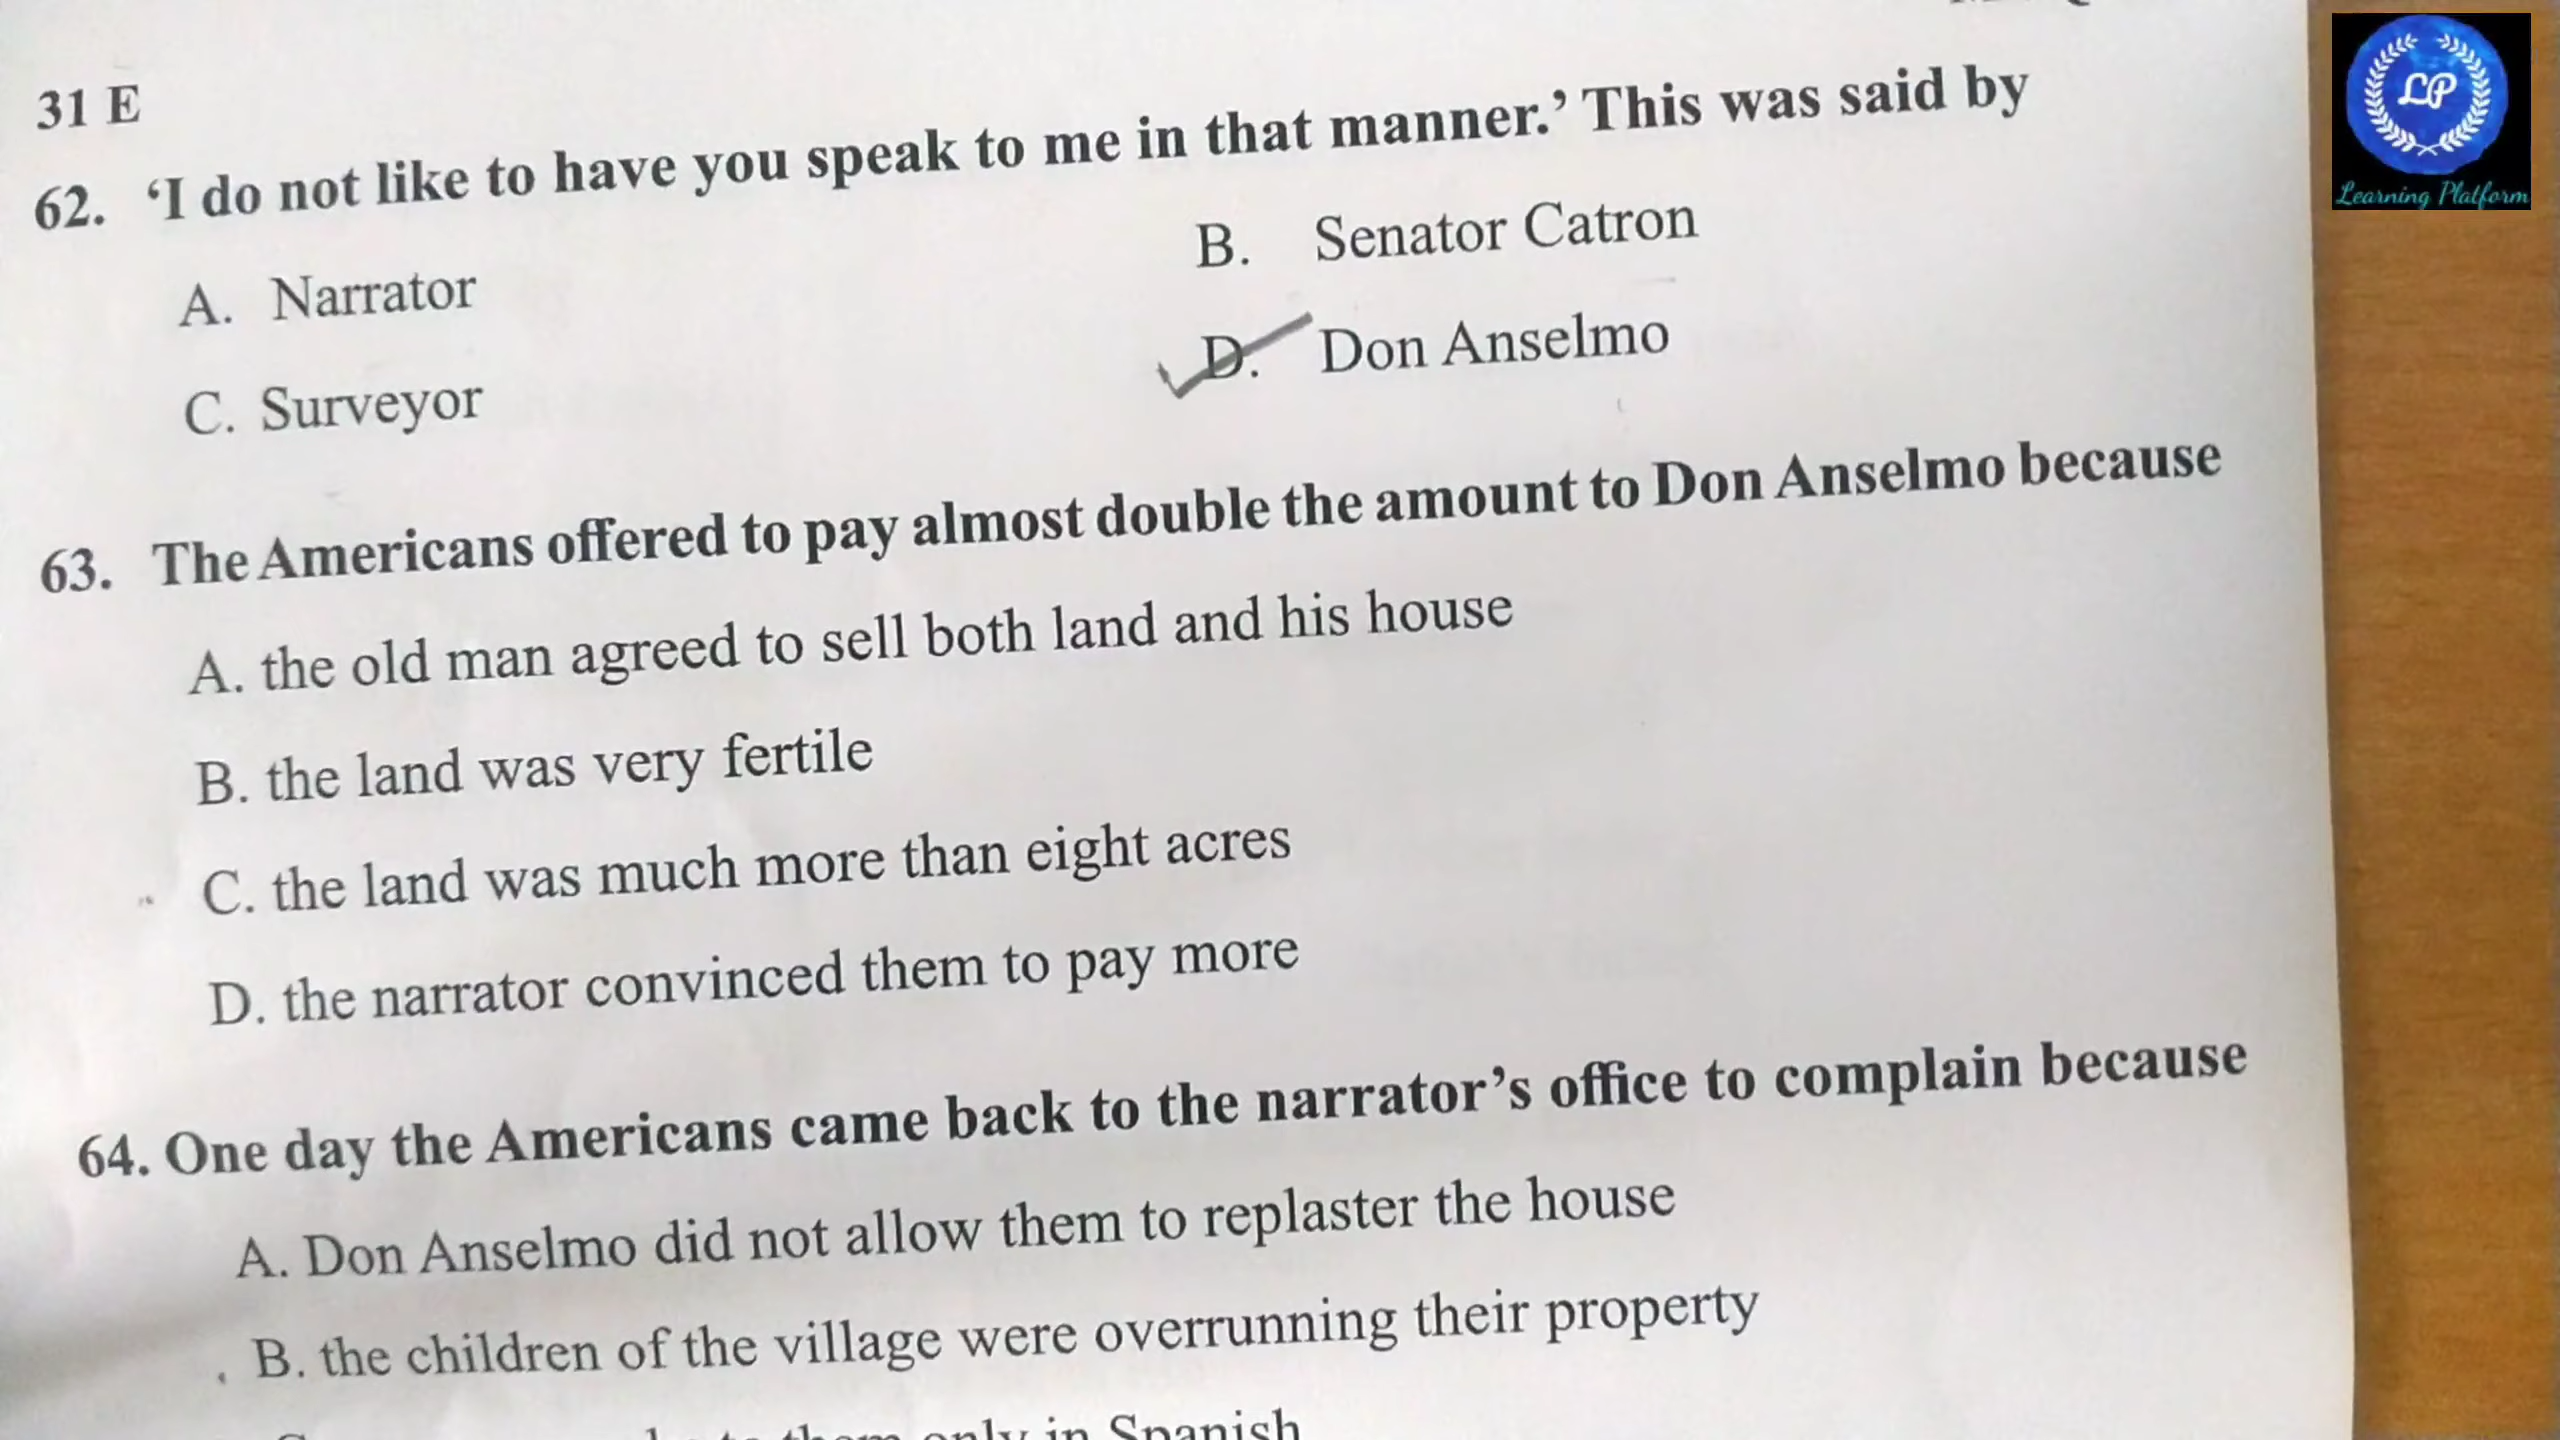 31 E
62. ‘I do not like to have you speak to me in that manner.’ This was said by
A. Narrator
B. Senator Catron
C. Surveyor
D. Don Anselmo
63. The Americans offered to pay almost double the amount to Don Anselmo because
A. the old man agreed to sell both land and his house
B. the land was very fertile
C. the land was much more than eight acres
D. the narrator convinced them to pay more
64. One day the Americans came back to the narrator’s office to complain because
A. Don Anselmo did not allow them to replaster the house
B. the children of the village were overrunning their property
to them only in Spanish
LP
Learning Platform